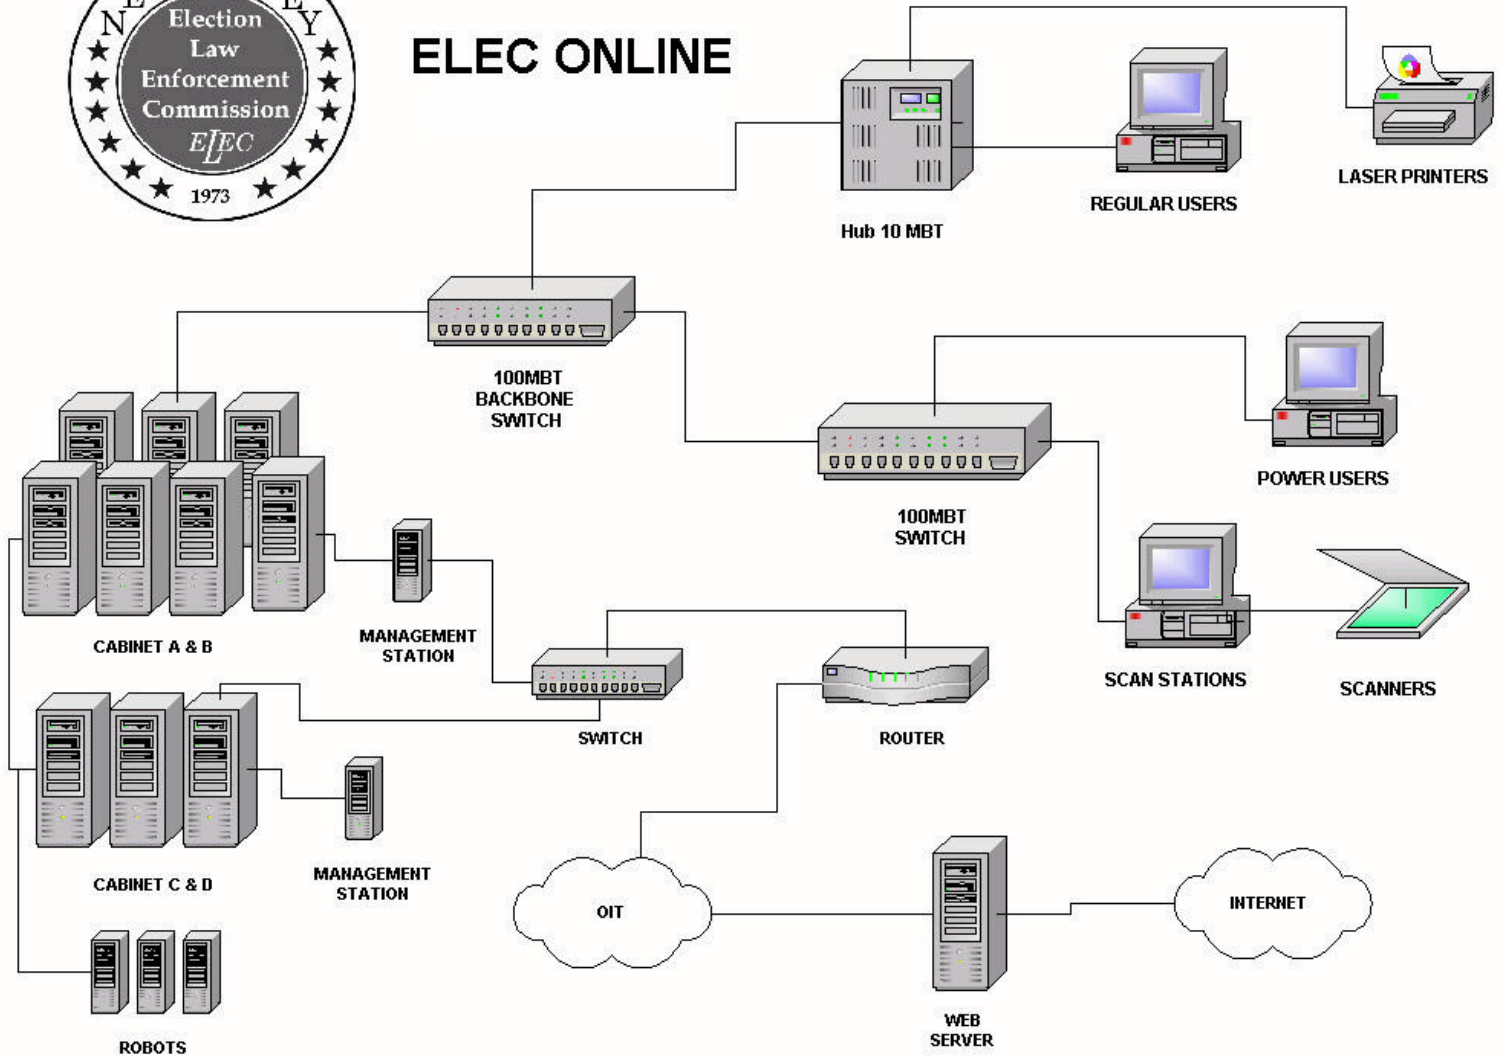 Election
Law
Enforcement
Commission
ELEC
1973
ELEC ONLINE
LASER PRINTERS
REGULAR USERS
Hub 10 MBT
100MBT
BACKBONE
SWITCH
POWER USERS
100MBT
SWITCH
CABINET A & B
MANAGEMENT
STATION
SCAN STATIONS
SCANNERS
SWITCH
ROUTER
CABINET C & D
MANAGEMENT
STATION
OIT
INTERNET
WEB
SERVER
ROBOTS